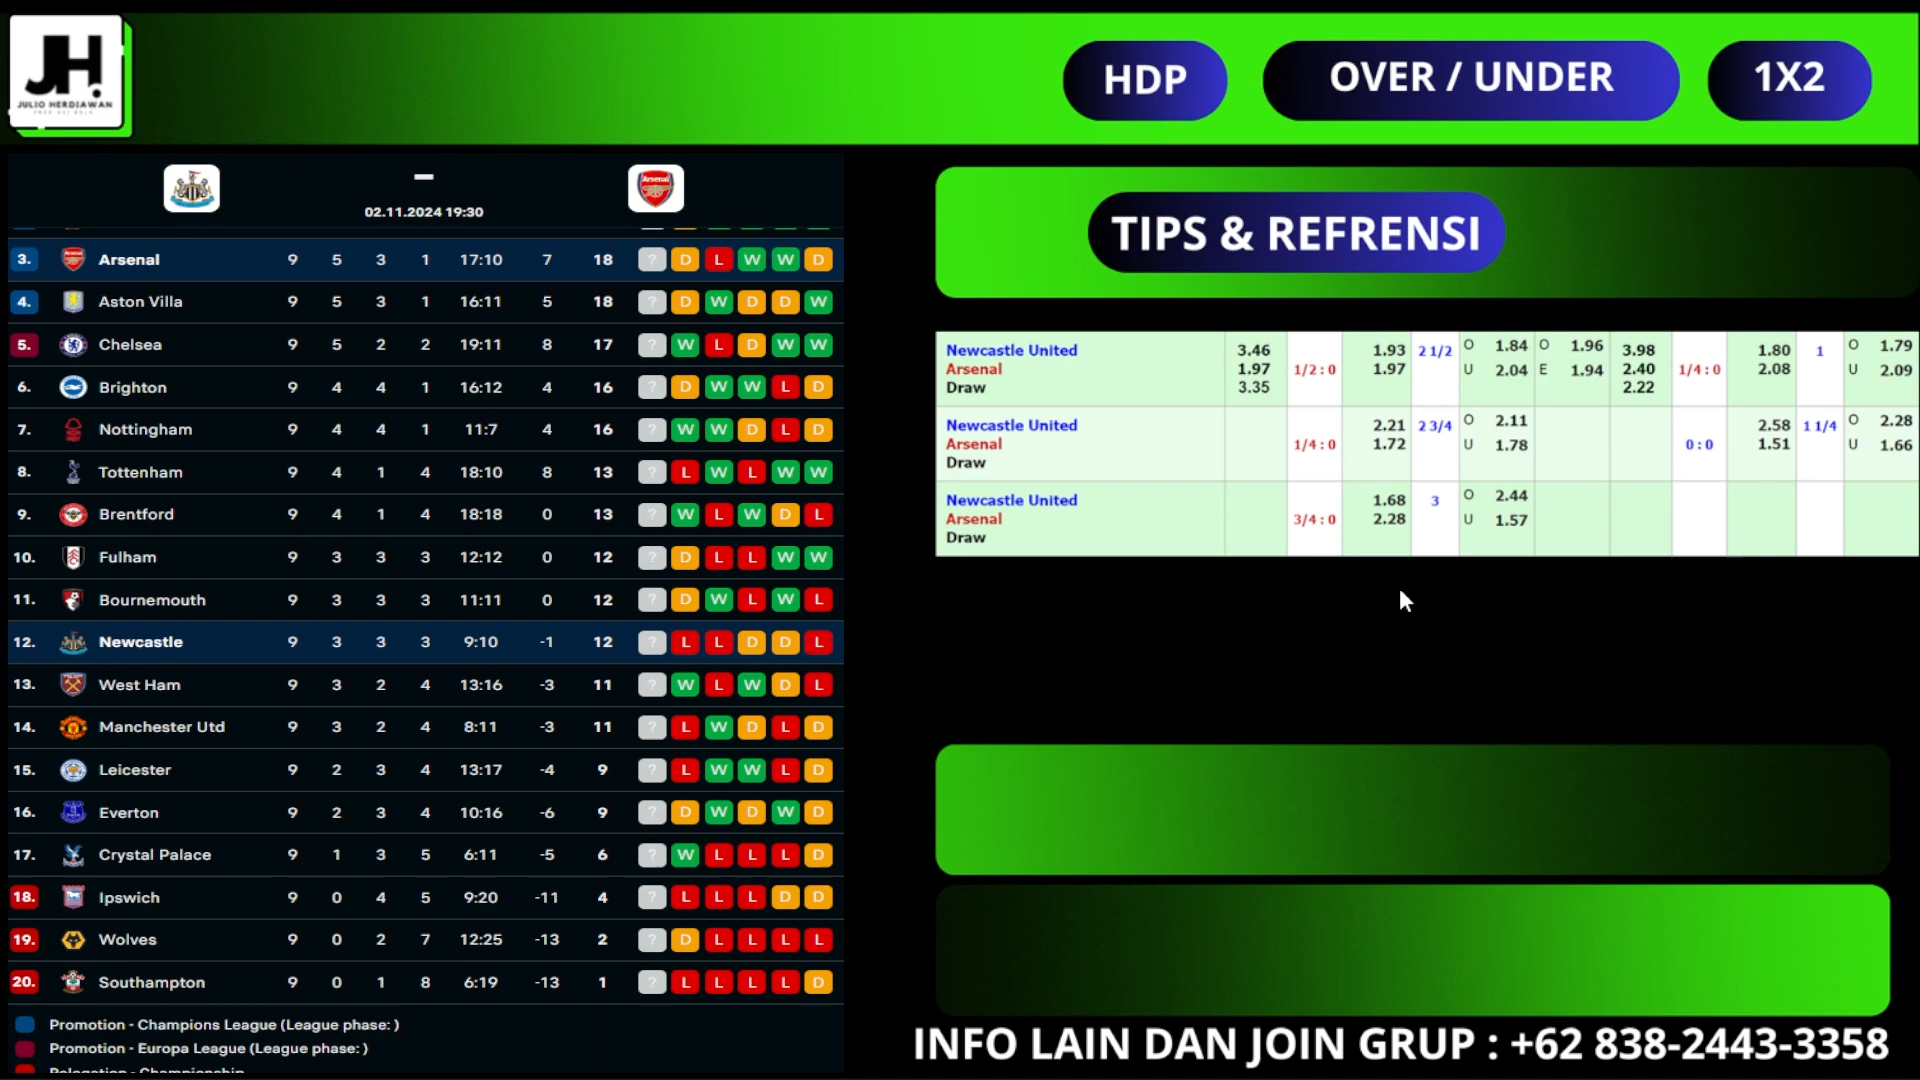 JH.
JULIO HERDIAWAN
HDP
OVER / UNDER
1X2
02.11.2024 19:30
3. Arsenal 9 5 3 1 17:10 7 18 ? D L W W D
4. Aston Villa 9 5 3 1 16:11 5 18 ? D W D D W
5. Chelsea 9 5 2 2 19:11 8 17 ? W L D W W
6. Brighton 9 4 4 1 16:12 4 16 ? D W W L D
7. Nottingham 9 4 4 1 11:7 4 16 ? W W D L D
8. Tottenham 9 4 1 4 18:10 8 13 ? L W L W W
9. Brentford 9 4 1 4 18:18 0 13 ? W L W D L
10. Fulham 9 3 3 3 12:12 0 12 ? D L L W W
11. Bournemouth 9 3 3 3 11:11 0 12 ? D W L W L
12. Newcastle 9 3 3 3 9:10 -1 12 ? L L D D L
13. West Ham 9 3 2 4 13:16 -3 11 ? W L W D L
14. Manchester Utd 9 3 2 4 8:11 -3 11 ? L W D L D
15. Leicester 9 2 3 4 13:17 -4 9 ? L W W L D
16. Everton 9 2 3 4 10:16 -6 9 ? D W D W D
17. Crystal Palace 9 1 3 5 6:11 -5 6 ? W L L L D
18. Ipswich 9 0 4 5 9:20 -11 4 ? L L L D D
19. Wolves 9 0 2 7 12:25 -13 2 ? D L L L L
20. Southampton 9 0 1 8 6:19 -13 1 ? L L L L D
Promotion - Champions League (League phase: )
Promotion - Europa League (League phase: )
Relegation - Championship
TIPS & REFRENSI
Newcastle United 3.46 1.93 2 1/2 O 1.84 O 1.96 3.98 1.80 1 O 1.79
Arsenal 1.97 1/2 : 0 1.97 U 2.04 E 1.94 2.40 1/4 : 0 2.08 U 2.09
Draw 3.35 2.22
Newcastle United 2.21 2 3/4 O 2.11 2.58 1 1/4 O 2.28
Arsenal 1/4 : 0 1.72 U 1.78 0 : 0 1.51 U 1.66
Draw
Newcastle United 1.68 3 O 2.44
Arsenal 3/4 : 0 2.28 U 1.57
Draw
INFO LAIN DAN JOIN GRUP : +62 838-2443-3358